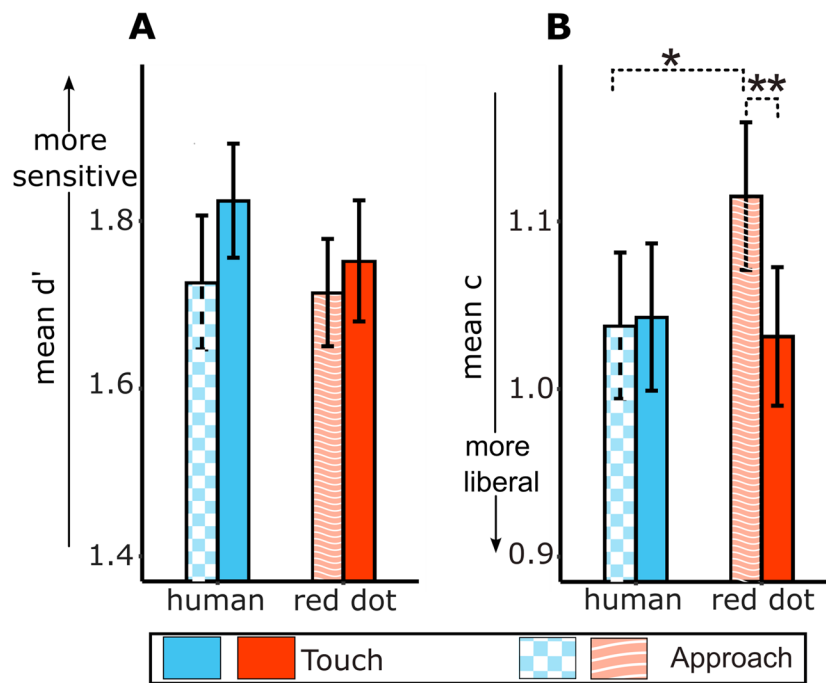 A
more
sensitive
mean d'
1.8
1.6
1.4
human
red dot
B
*
**
mean c
1.1
1.0
0.9
more
liberal
human
red dot
Touch
Approach